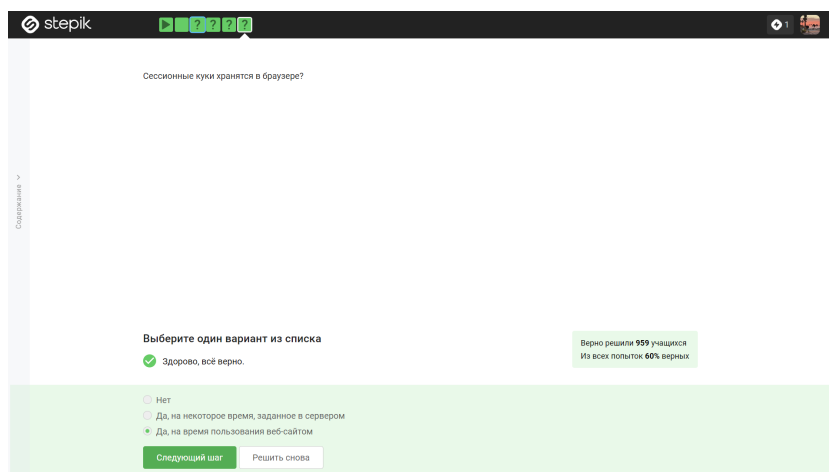 stepik
? ? ? ?
1
Сессионные куки хранятся в браузере?
Содержание
Выберите один вариант из списка
Здорово, всё верно.
Верно решили 959 учащихся
Из всех попыток 60% верных
Нет
Да, на некоторое время, заданное в сервером
Да, на время пользования веб-сайтом
Следующий шаг
Решить снова